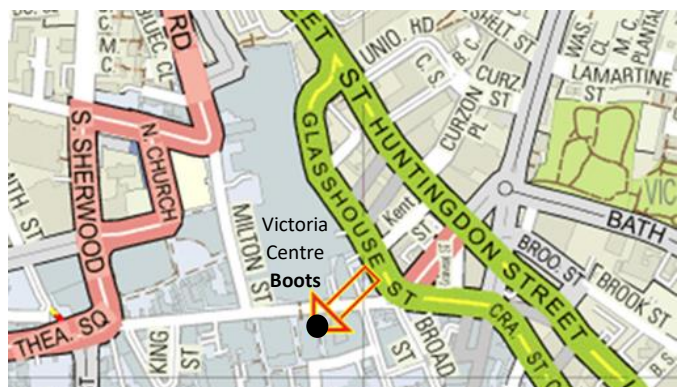 C.
M.
C.
BLUEC CL
RD
EET
ST
HUNTINGDON STREET
UNIO. RD
C. S.
B. C.
SHELT. ST
CURZ. ST
CURZON PL
WAS. CL
M. C.
PLANTAG
LAMARTINE ST
VIC
BATH
S. SHERWOOD
N. CHURCH
NTH ST
MILTON ST
GLASSHOUSE ST
Kent. ST
Victoria
Centre
Boots
BROO. ST
BROOK ST
B. S.
THEA. SQ
KING ST
ST
BROAD
CRA. ST